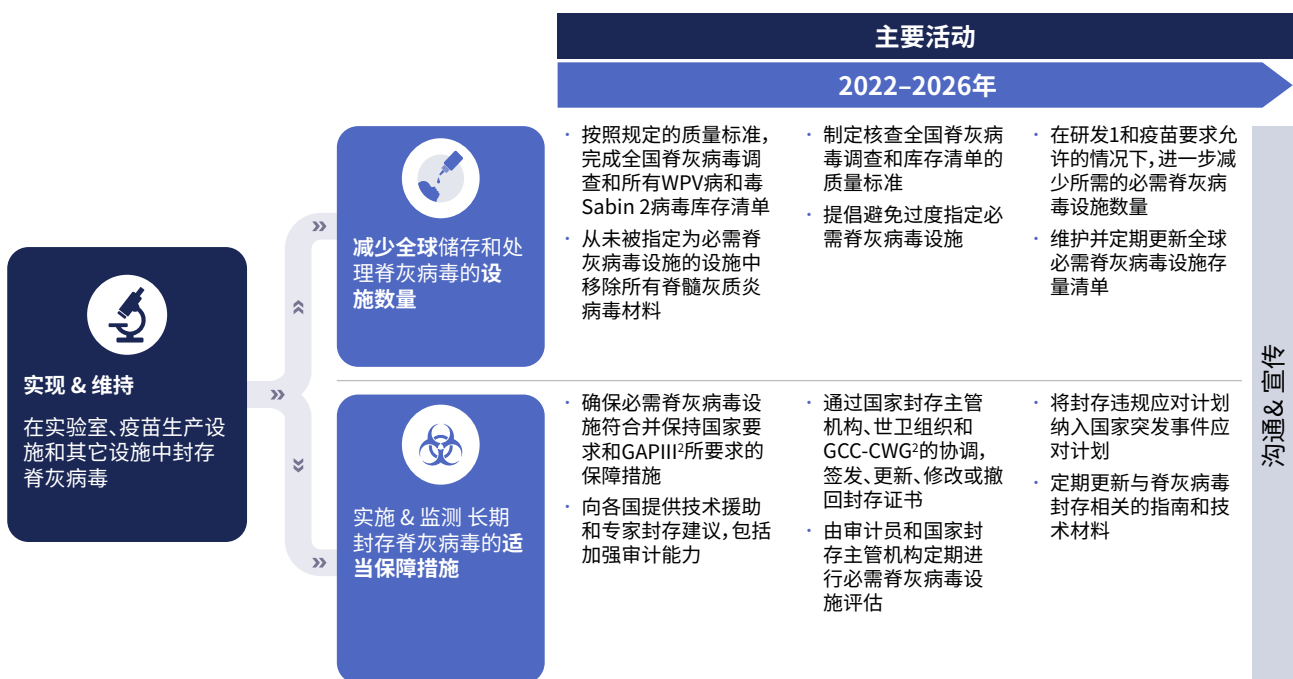 主要活动
2022–2026年
实现 & 维持
在实验室、疫苗生产设
施和其它设施中封存
脊灰病毒
减少全球储存和处
理脊灰病毒的设
施数量
· 按照规定的质量标准，
完成全国脊灰病毒调
查和所有WPV病和毒
Sabin 2病毒库存清单
· 从未被指定为必需脊
灰病毒设施的设施中
移除所有脊髓灰质炎
病毒材料
· 制定核查全国脊灰病
毒调查和库存清单的
质量标准
· 提倡避免过度指定必
需脊灰病毒设施
· 在研发1和疫苗要求允
许的情况下，进一步减
少所需的必需脊灰病
毒设施数量
· 维护并定期更新全球
必需脊灰病毒设施存
量清单
实施 & 监测 长期
封存脊灰病毒的适
当保障措施
· 确保必需脊灰病毒设
施符合并保持国家要
求和GAPIII²所要求的
保障措施
· 向各国提供技术援助
和专家封存建议，包括
加强审计能力
· 通过国家封存主管
机构、世卫组织和
GCC-CWG²的协调，
签发、更新、修改或撤
回封存证书
· 由审计员和国家封
存主管机构定期进
行必需脊灰病毒设
施评估
· 将封存违规应对计划
纳入国家突发事件应
对计划
· 定期更新与脊灰病毒
封存相关的指南和技
术材料
沟通& 宣传